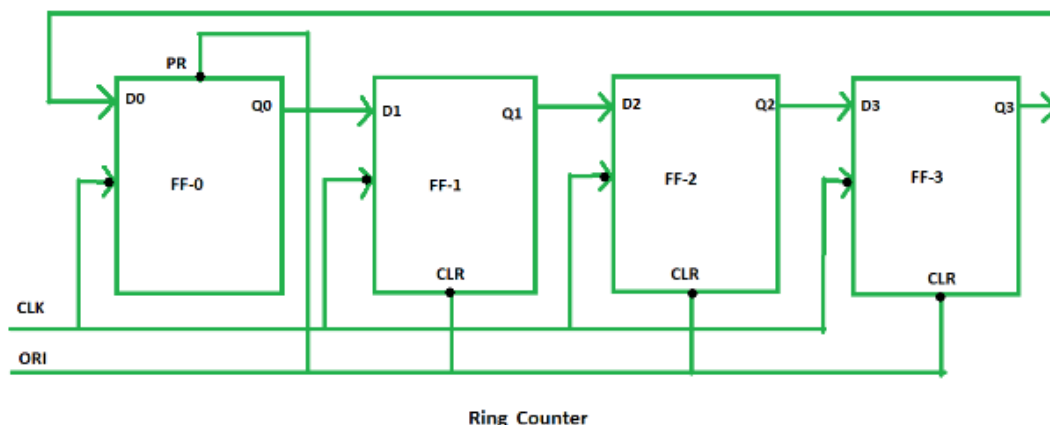 PR
D0
Q0
D1
Q1
D2
Q2
D3
Q3
FF-0
FF-1
FF-2
FF-3
CLR
CLR
CLR
CLK
ORI
Ring Counter